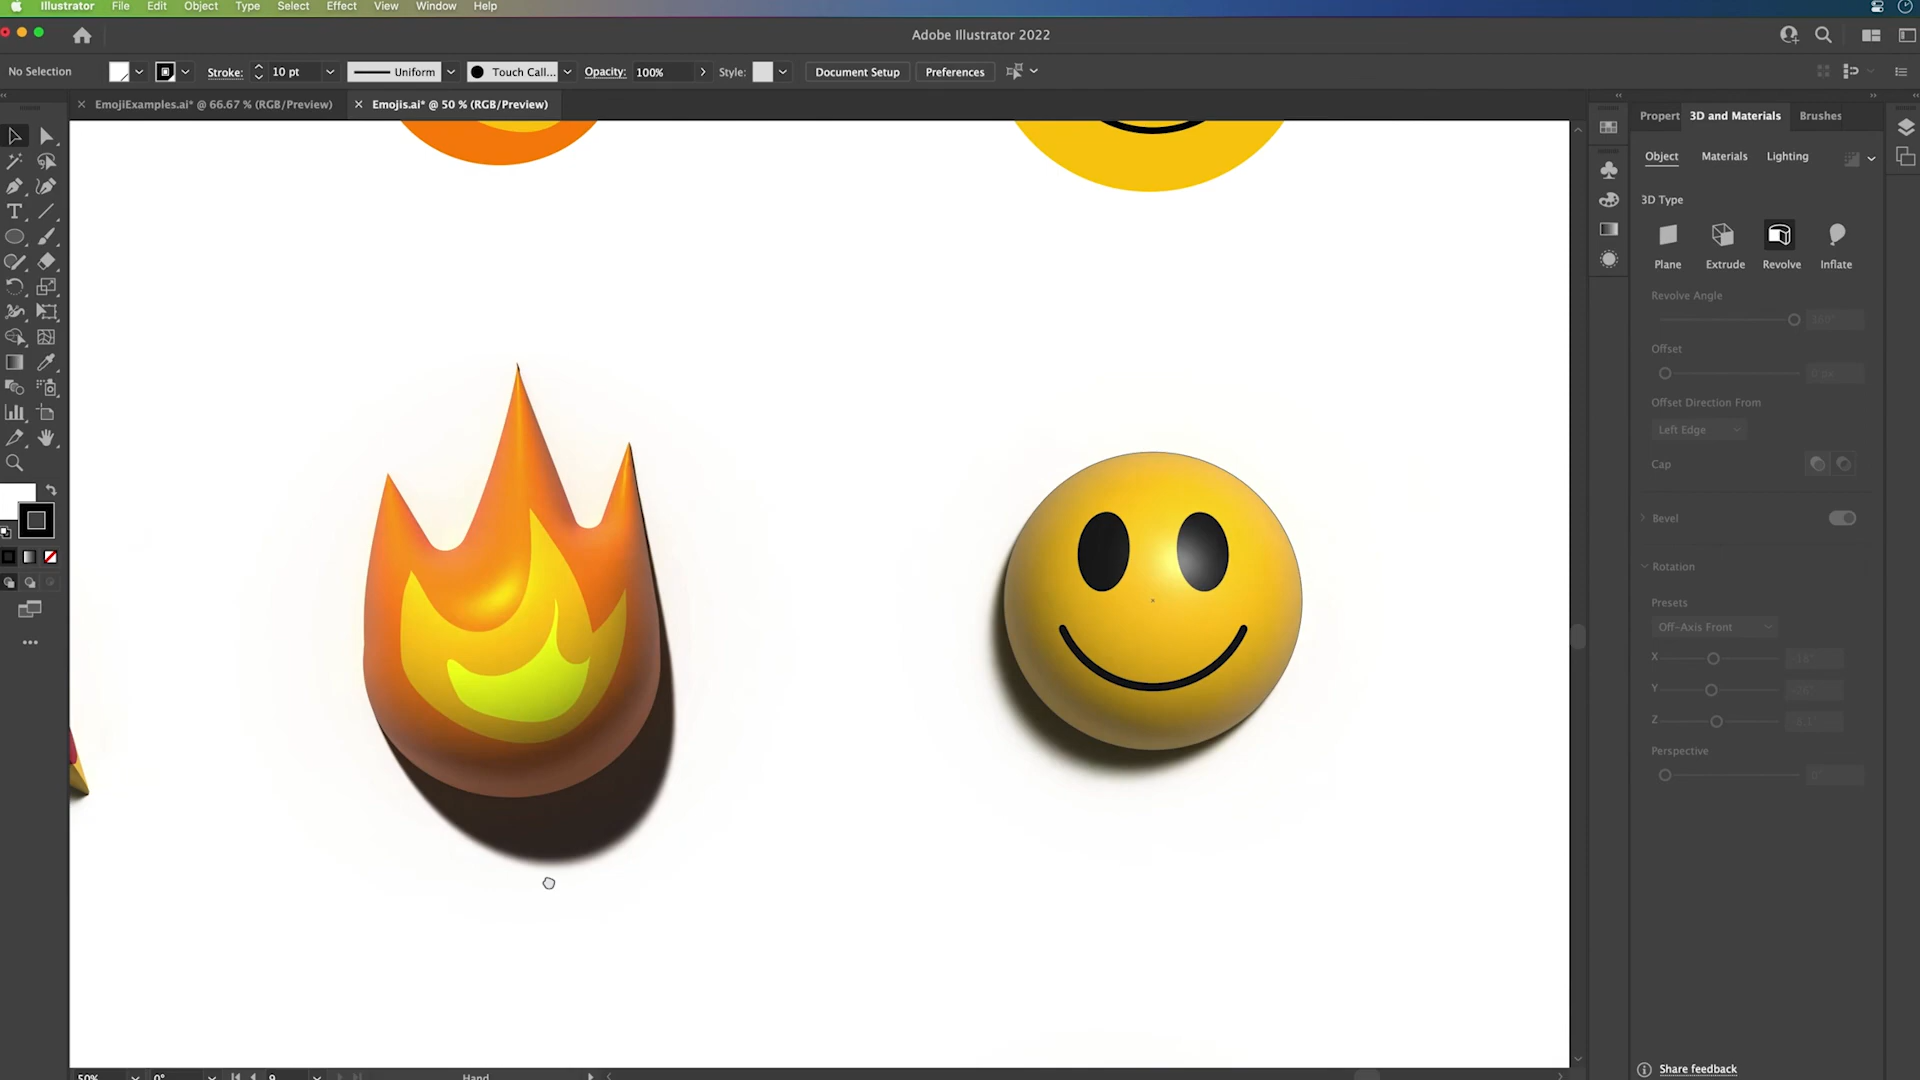 Illustrator File Edit Object Type Select Effect View Window Help
Adobe Illustrator 2022
No Selection Stroke: 10 pt Uniform Touch Call... Opacity: 100% Style: Document Setup Preferences
EmojiExamples.ai* @ 66.67 % (RGB/Preview) Emojis.ai* @ 50 % (RGB/Preview)
Propert 3D and Materials Brushes
Object Materials Lighting
3D Type
Plane Extrude Revolve Inflate
Revolve Angle
Offset
Offset Direction From
Left Edge
Cap
Bevel
Rotation
Presets
Off-Axis Front
X
Y
Z
Perspective
Share feedback
50% 0° 9 Hand